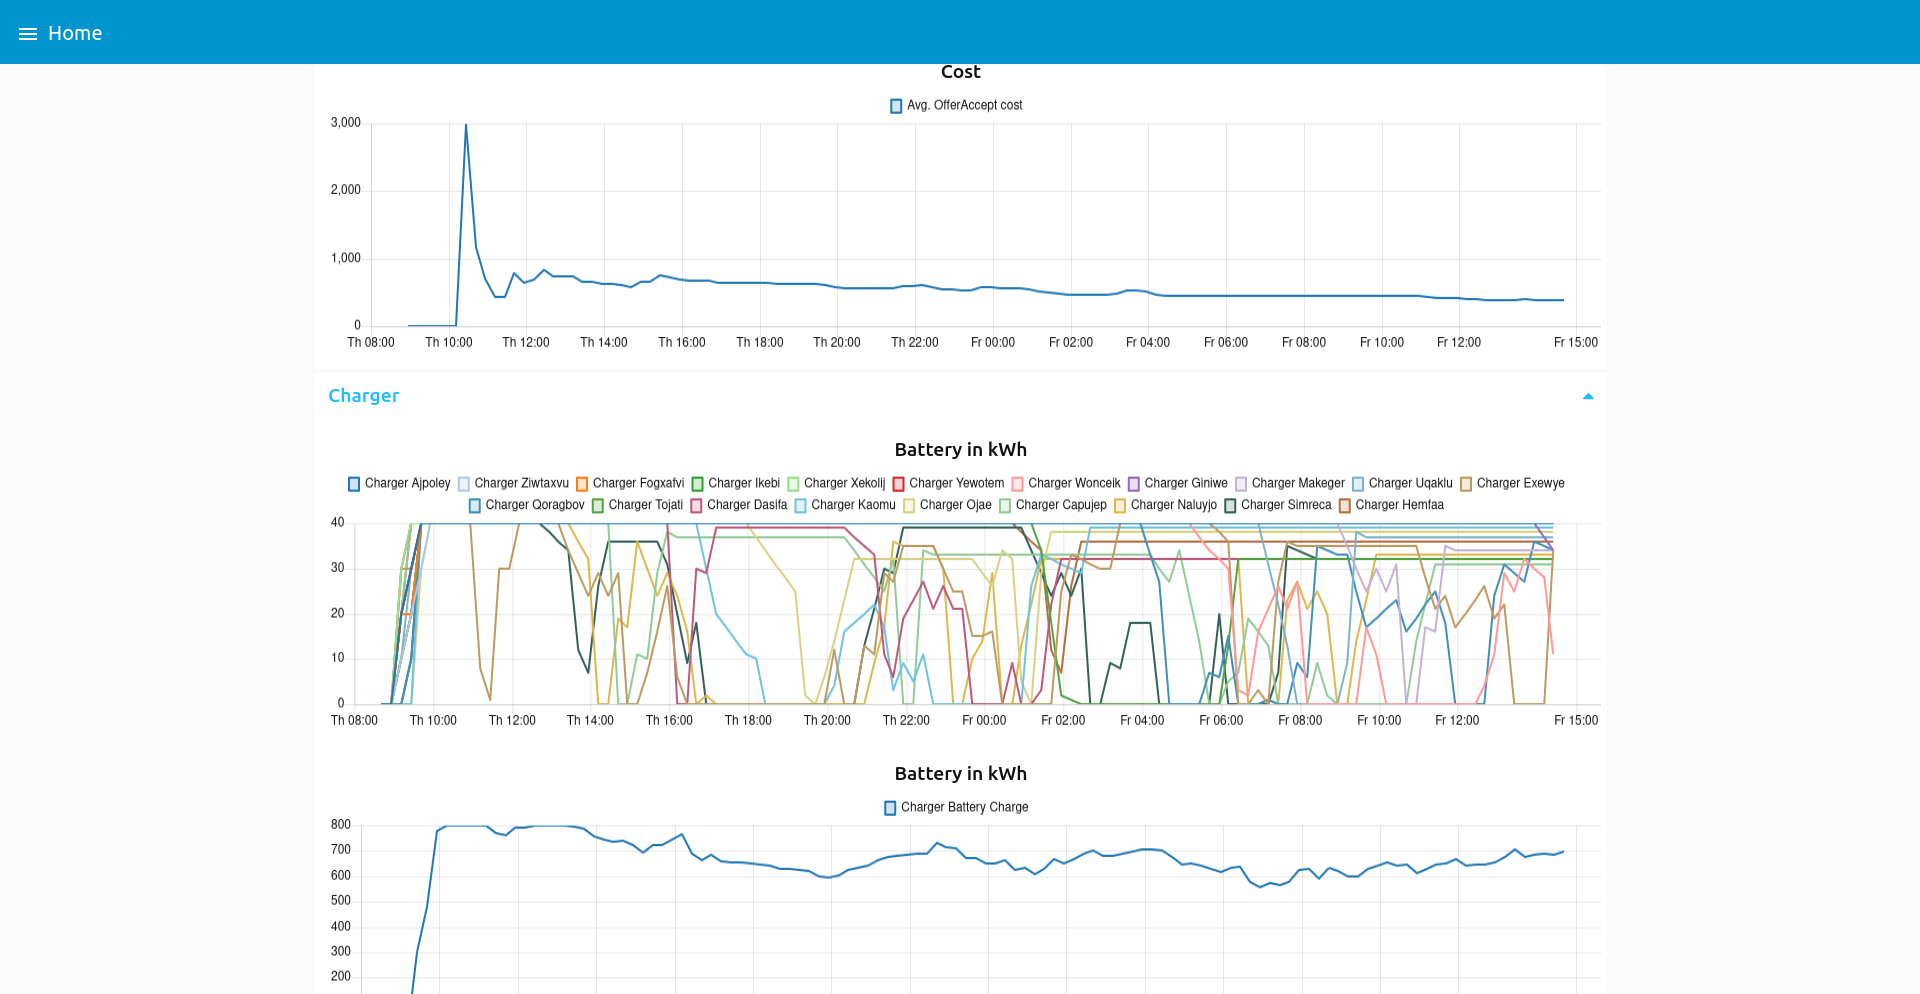 Home
Cost
Avg. OfferAccept cost
3,000
2,000
1,000
0
Th 08:00 Th 10:00 Th 12:00 Th 14:00 Th 16:00 Th 18:00 Th 20:00 Th 22:00 Fr 00:00 Fr 02:00 Fr 04:00 Fr 06:00 Fr 08:00 Fr 10:00 Fr 12:00 Fr 15:00
Charger
Battery in kWh
Charger Ajpoley Charger Ziwtaxvu Charger Fogxafvi Charger Ikebi Charger Xekolij Charger Yewotem Charger Wonceik Charger Giniwe Charger Makeger Charger Uqaklu Charger Exewye
Charger Qoragbov Charger Tojati Charger Dasifa Charger Kaomu Charger Ojae Charger Capujep Charger Naluyjo Charger Simreca Charger Hemfaa
40
30
20
10
0
Th 08:00 Th 10:00 Th 12:00 Th 14:00 Th 16:00 Th 18:00 Th 20:00 Th 22:00 Fr 00:00 Fr 02:00 Fr 04:00 Fr 06:00 Fr 08:00 Fr 10:00 Fr 12:00 Fr 15:00
Battery in kWh
Charger Battery Charge
800
700
600
500
400
300
200